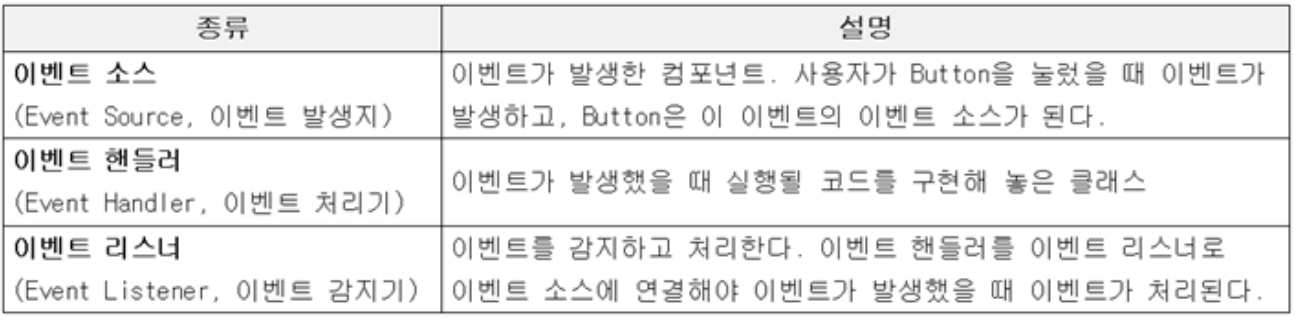 종류
설명
이벤트 소스
(Event Source, 이벤트 발생지)
이벤트가 발생한 컴포넌트. 사용자가 Button을 눌렀을 때 이벤트가
발생하고, Button은 이 이벤트의 이벤트 소스가 된다.
이벤트 핸들러
(Event Handler, 이벤트 처리기)
이벤트가 발생했을 때 실행될 코드를 구현해 놓은 클래스
이벤트 리스너
(Event Listener, 이벤트 감지기)
이벤트를 감지하고 처리한다. 이벤트 핸들러를 이벤트 리스너로
이벤트 소스에 연결해야 이벤트가 발생했을 때 이벤트가 처리된다.